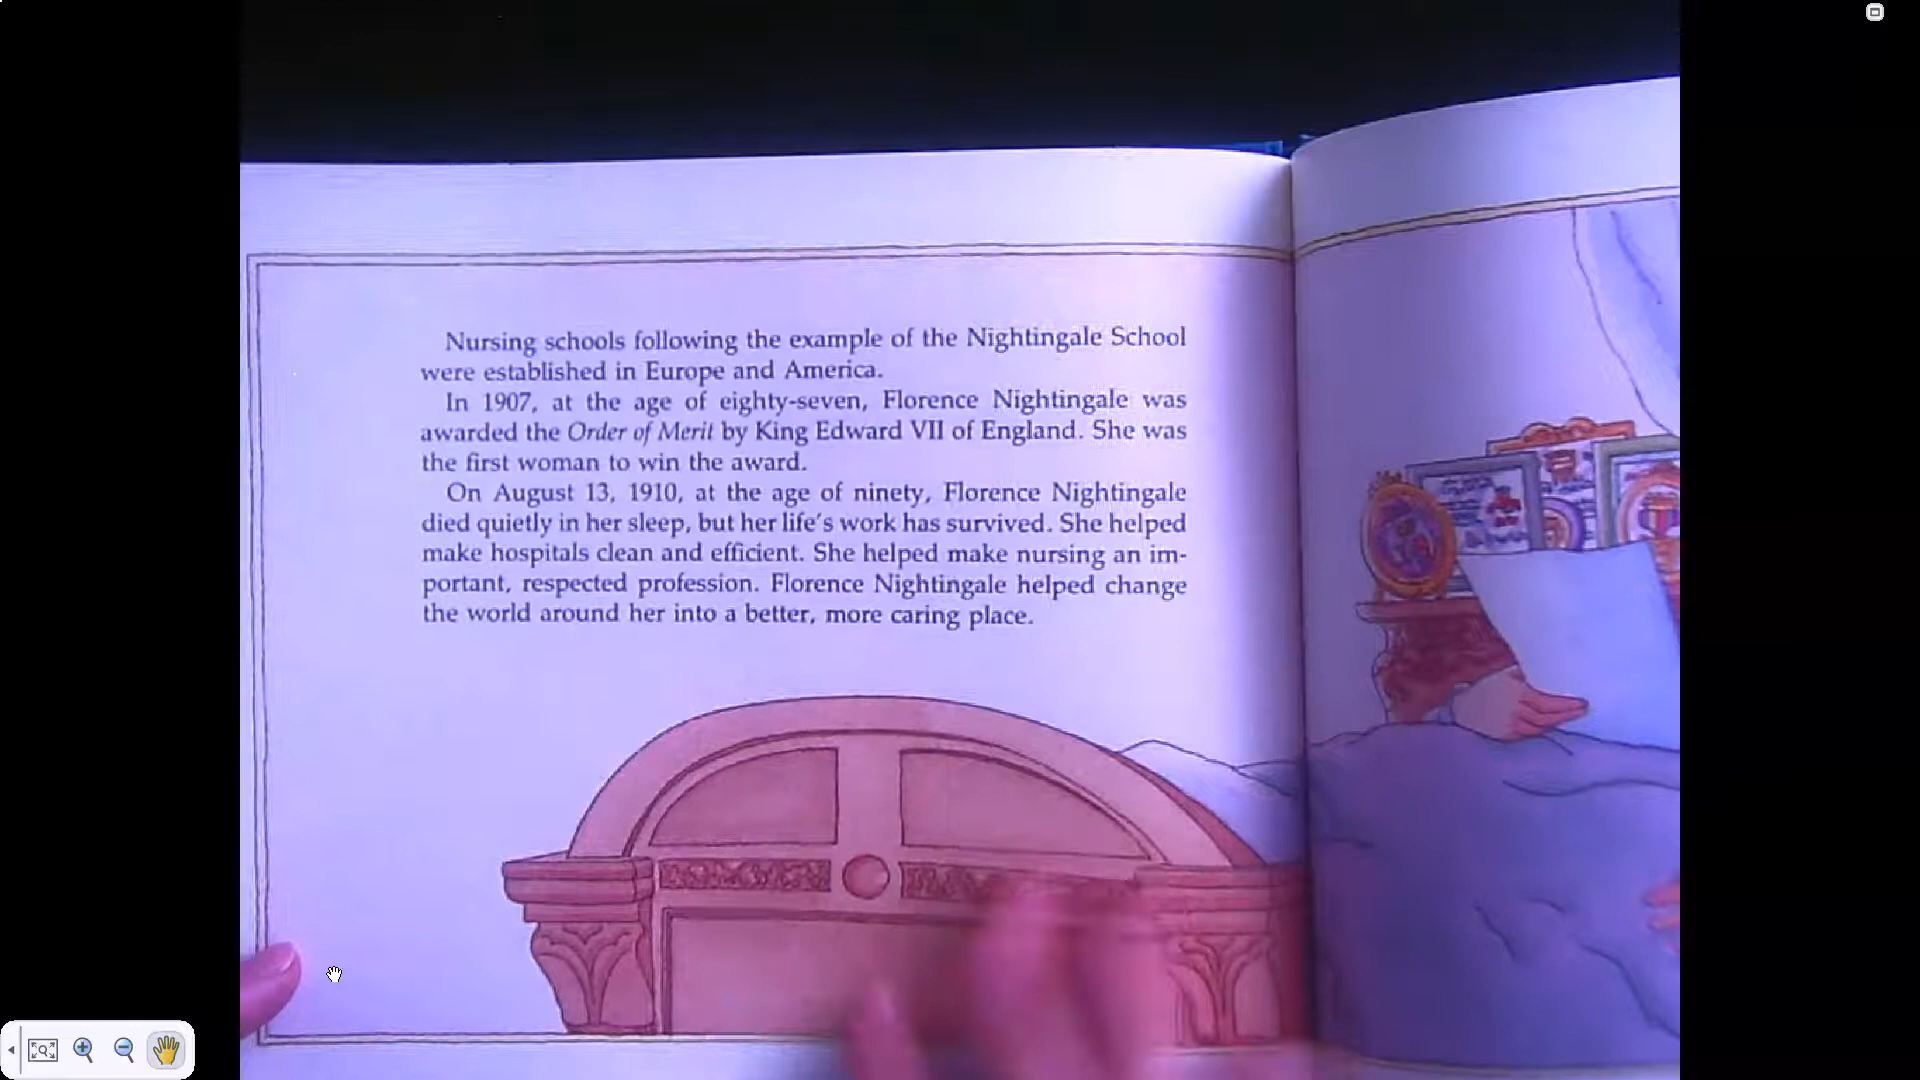 Nursing schools following the example of the Nightingale School
were established in Europe and America.
In 1907, at the age of eighty-seven, Florence Nightingale was
awarded the Order of Merit by King Edward VII of England. She was
the first woman to win the award.
On August 13, 1910, at the age of ninety, Florence Nightingale
died quietly in her sleep, but her life's work has survived. She helped
make hospitals clean and efficient. She helped make nursing an im-
portant, respected profession. Florence Nightingale helped change
the world around her into a better, more caring place.